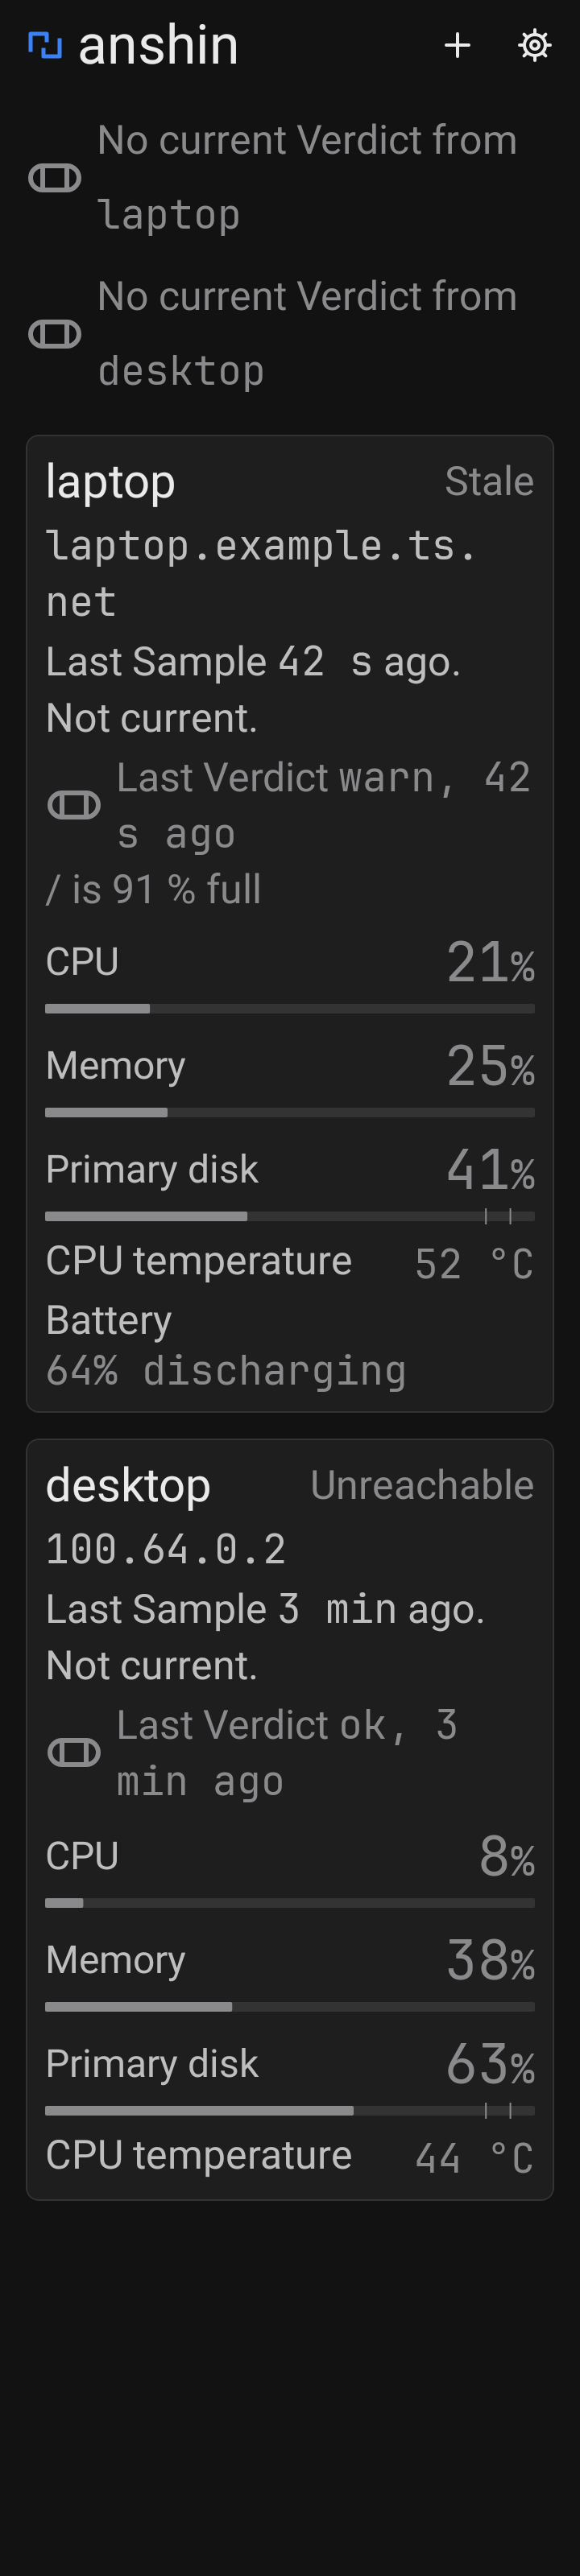 anshin
No current Verdict from
laptop
No current Verdict from
desktop
laptop Stale
laptop.example.ts.
net
Last Sample 42 s ago.
Not current.
Last Verdict warn, 42
s ago
/ is 91 % full
CPU 21%
Memory 25%
Primary disk 41%
CPU temperature 52 °C
Battery
64% discharging
desktop Unreachable
100.64.0.2
Last Sample 3 min ago.
Not current.
Last Verdict ok, 3
min ago
CPU 8%
Memory 38%
Primary disk 63%
CPU temperature 44 °C